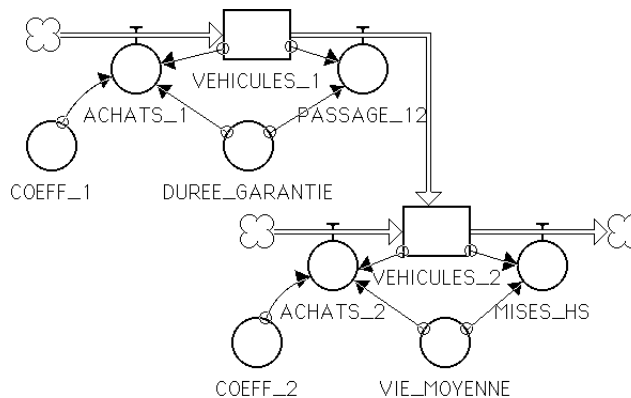 VEHICULES_1
ACHATS_1
PASSAGE_12
COEFF_1
DUREE_GARANTIE
VEHICULES_2
ACHATS_2
MISES_HS
COEFF_2
VIE_MOYENNE